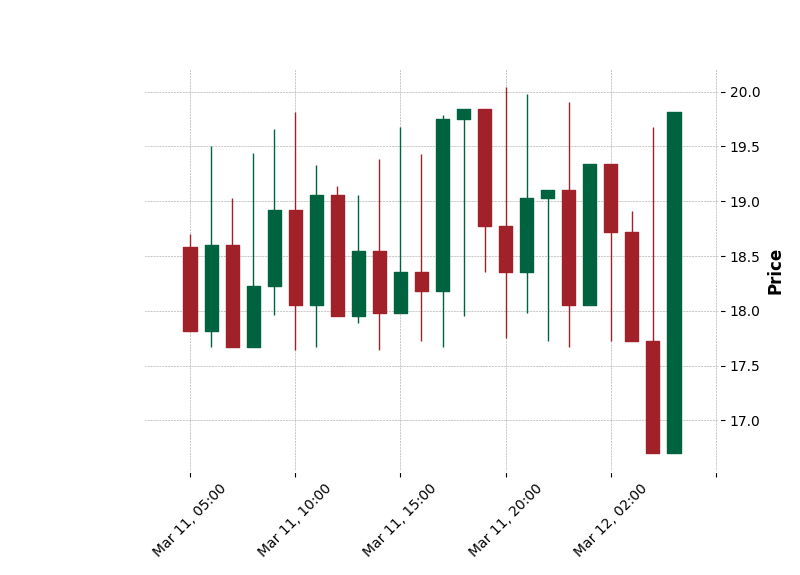 20.0
19.5
19.0
18.5
18.0
17.5
17.0
Price
Mar 11, 05:00
Mar 11, 10:00
Mar 11, 15:00
Mar 11, 20:00
Mar 12, 02:00